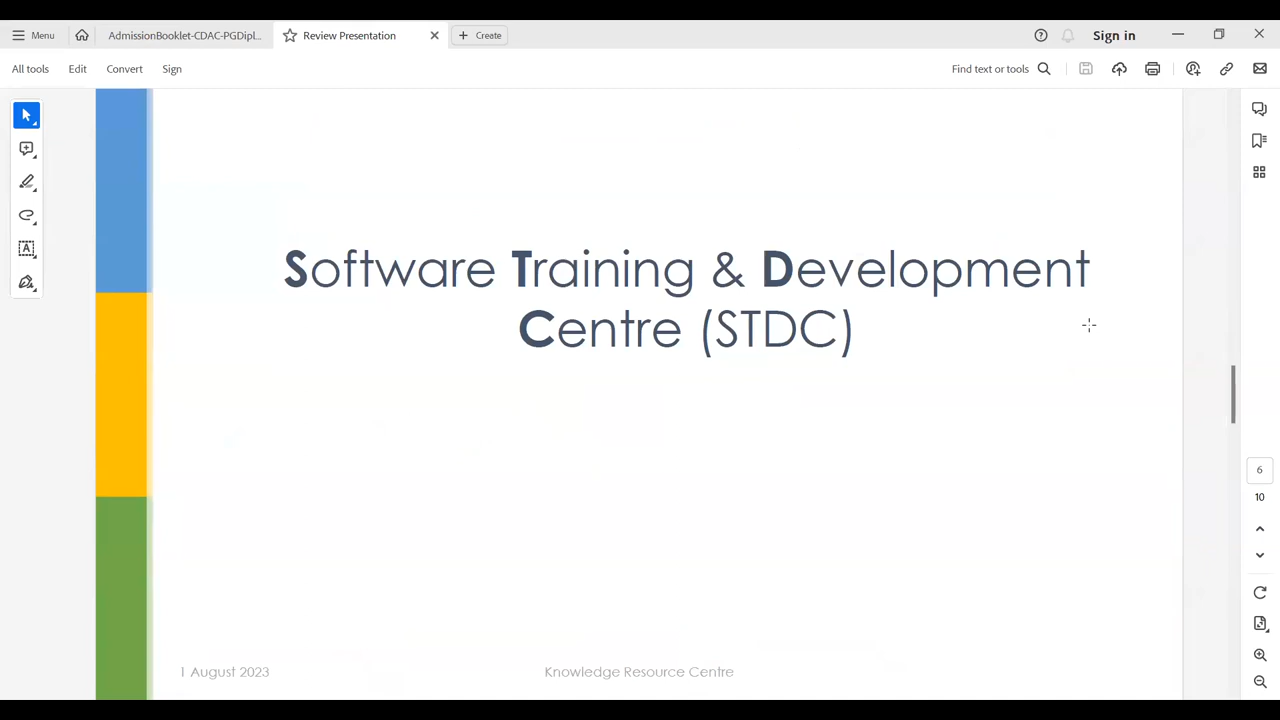 Menu
AdmissionBooklet-CDAC-PGDipl...
Review Presentation
Create
Sign in
All tools
Edit
Convert
Sign
Find text or tools
Software Training & Development
Centre (STDC)
6
10
1 August 2023
Knowledge Resource Centre